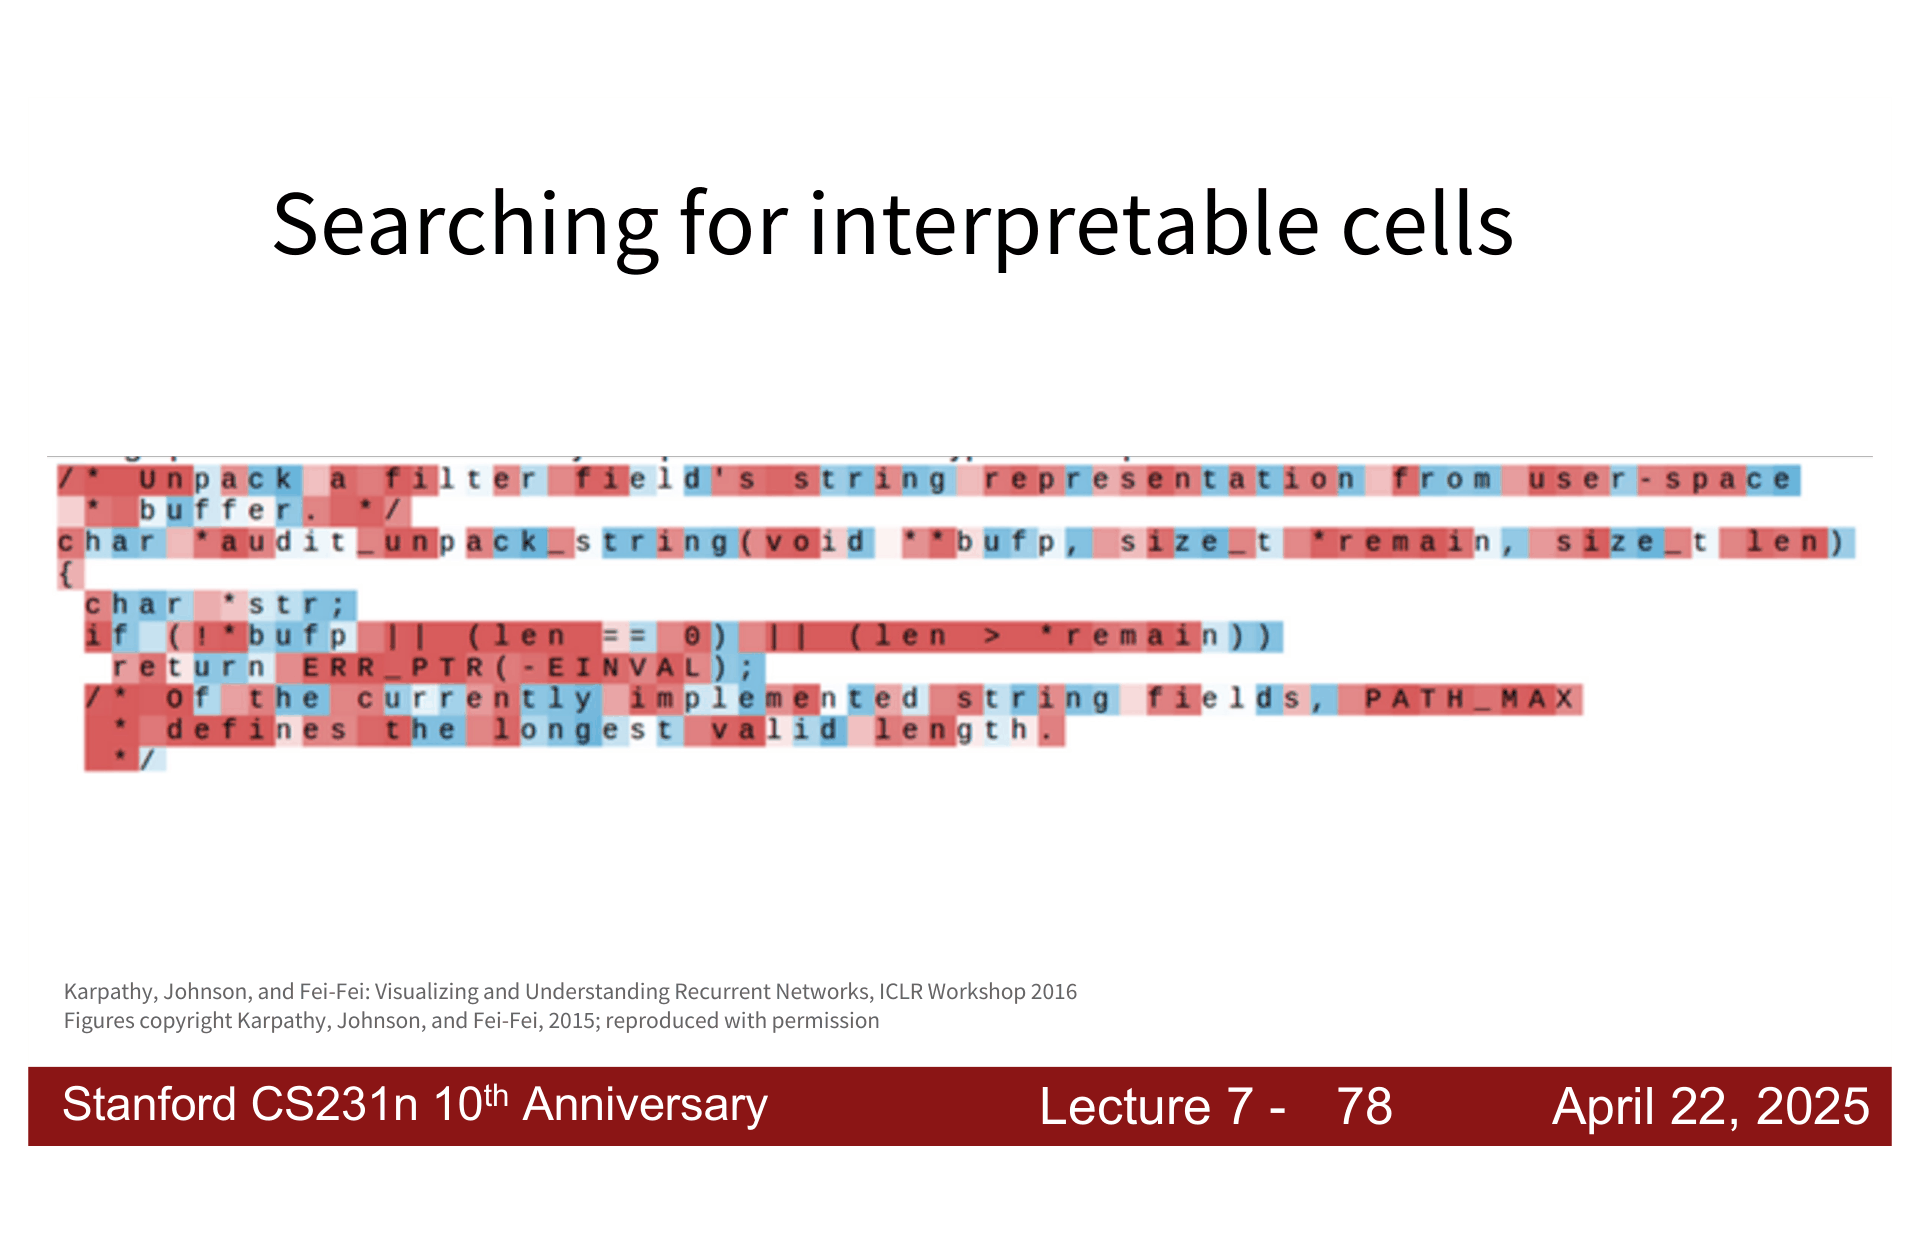 Searching for interpretable cells
/* Unpack a filter field's string representation from user-space
 * buffer. */
char *audit_unpack_string(void **bufp, size_t *remain, size_t len)
{
 char *str;
 if (!*bufp || (len == 0) || (len > *remain))
  return ERR_PTR(-EINVAL);
 /* Of the currently implemented string fields, PATH_MAX
  * defines the longest valid length.
  */
Karpathy, Johnson, and Fei-Fei: Visualizing and Understanding Recurrent Networks, ICLR Workshop 2016
Figures copyright Karpathy, Johnson, and Fei-Fei, 2015; reproduced with permission
Stanford CS231n 10th Anniversary Lecture 7 - 78 April 22, 2025